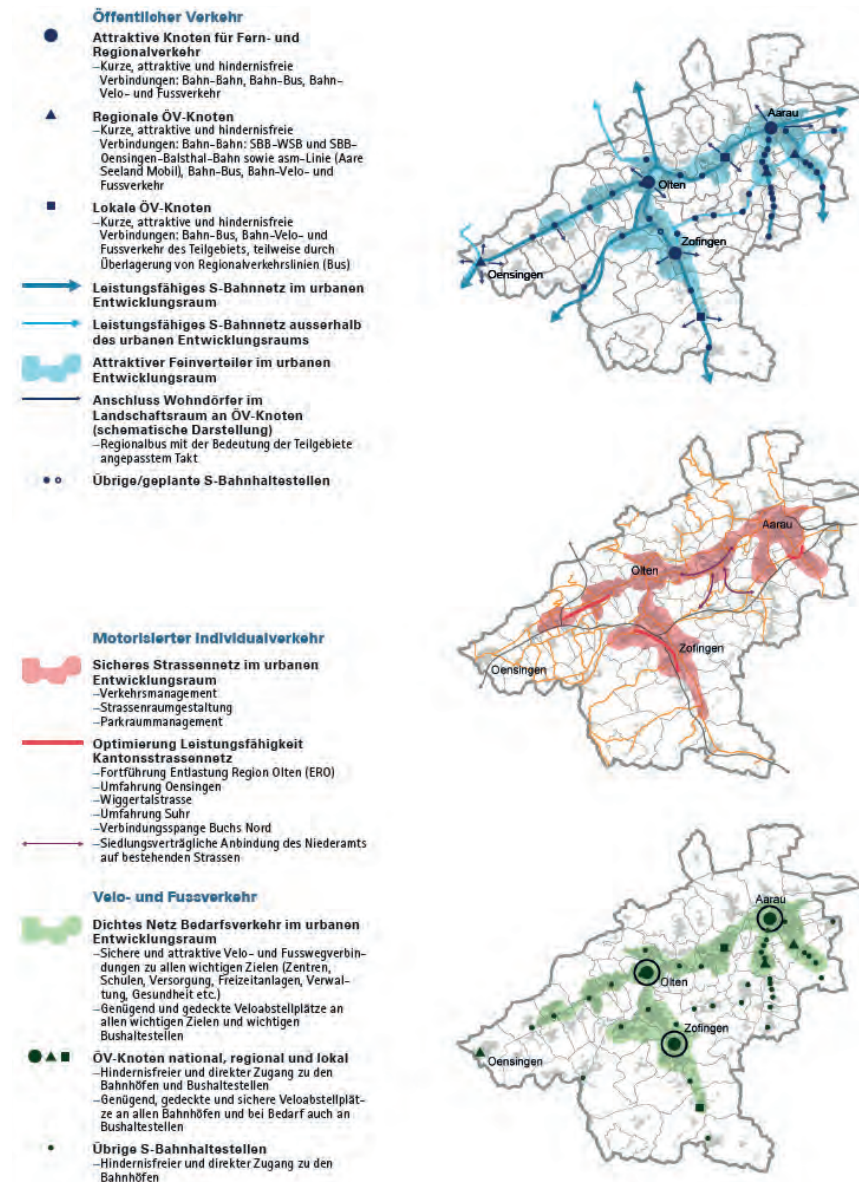 Öffentlicher Verkehr
Attraktive Knoten für Fern- und
Regionalverkehr
–Kurze, attraktive und hindernisfreie
Verbindungen: Bahn-Bahn, Bahn-Bus, Bahn-
Velo- und Fussverkehr
Regionale ÖV-Knoten
–Kurze, attraktive und hindernisfreie
Verbindungen: Bahn-Bahn: SBB-WSB und SBB-
Oensingen-Balsthal-Bahn sowie asm-Linie (Aare
Seeland Mobil), Bahn-Bus, Bahn-Velo- und
Fussverkehr
Lokale ÖV-Knoten
–Kurze, attraktive und hindernisfreie
Verbindungen: Bahn-Bus, Bahn-Velo- und
Fussverkehr des Teilgebiets, teilweise durch
Überlagerung von Regionalverkehrslinien (Bus)
Leistungsfähiges S-Bahnnetz im urbanen
Entwicklungsraum
Leistungsfähiges S-Bahnnetz ausserhalb
des urbanen Entwicklungsraums
Attraktiver Feinverteiler im urbanen
Entwicklungsraum
Anschluss Wohndörfer im
Landschaftsraum an ÖV-Knoten
(schematische Darstellung)
–Regionalbus mit der Bedeutung der Teilgebiete
angepasstem Takt
Übrige/geplante S-Bahnhaltestellen
Aarau
Olten
Zofingen
Oensingen
Motorisierter Individualverkehr
Sicheres Strassennetz im urbanen
Entwicklungsraum
–Verkehrsmanagement
–Strassenraumgestaltung
–Parkraummanagement
Optimierung Leistungsfähigkeit
Kantonsstrassennetz
–Fortführung Entlastung Region Olten (ERO)
–Umfahrung Oensingen
–Wiggertalstrasse
–Umfahrung Suhr
–Verbindungsspange Buchs Nord
–Siedlungsverträgliche Anbindung des Niederamts
auf bestehenden Strassen
Aarau
Olten
Zofingen
Oensingen
Velo- und Fussverkehr
Dichtes Netz Bedarfsverkehr im urbanen
Entwicklungsraum
–Sichere und attraktive Velo- und Fusswegverbin-
dungen zu allen wichtigen Zielen (Zentren,
Schulen, Versorgung, Freizeitanlagen, Verwal-
tung, Gesundheit etc.)
–Genügend und gedeckte Veloabstellplätze an
allen wichtigen Zielen und wichtigen
Bushaltestellen
ÖV-Knoten national, regional und lokal
–Hindernisfreier und direkter Zugang zu den
Bahnhöfen und Bushaltestellen
–Genügend, gedeckte und sichere Veloabstellplät-
ze an allen Bahnhöfen und bei Bedarf auch an
Bushaltestellen
Übrige S-Bahnhaltestellen
–Hindernisfreier und direkter Zugang zu den
Bahnhöfen
Aarau
Olten
Zofingen
Oensingen